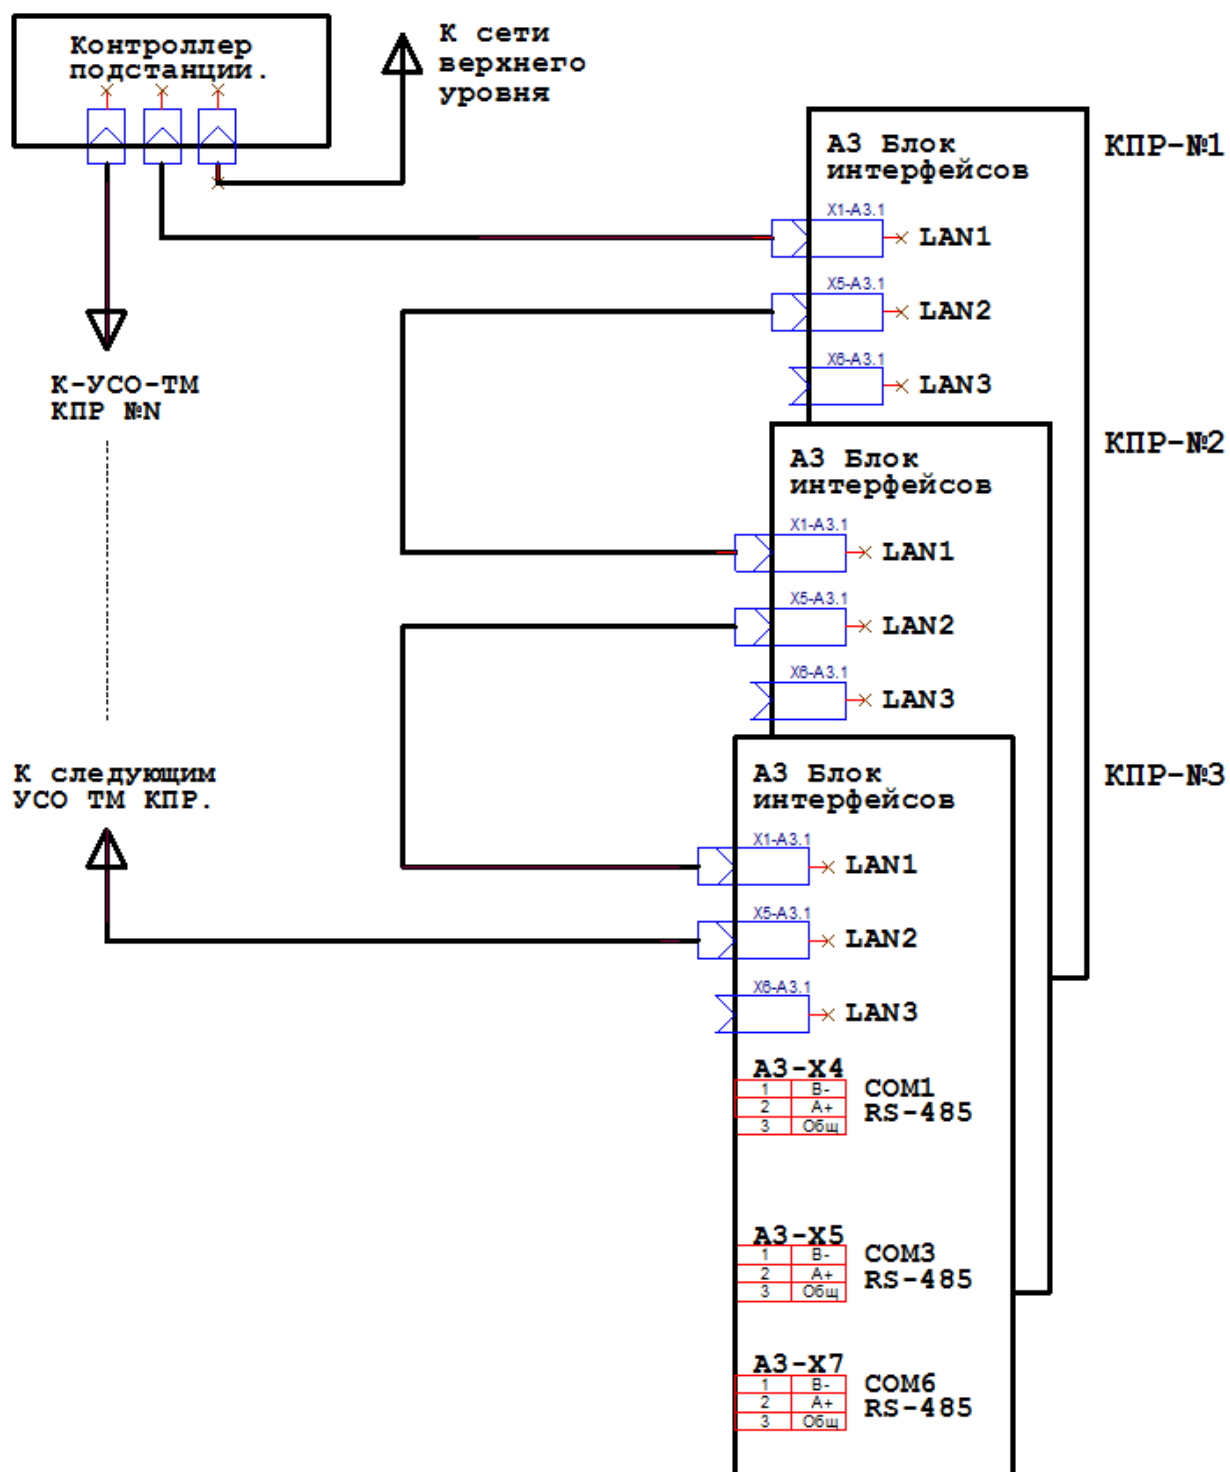 Контроллер
подстанции.
К сети
верхнего
уровня
К-УСО-ТМ
КПР №N
К следующим
УСО ТМ КПР.
А3 Блок
интерфейсов
КПР-№1
X1-A3.1
LAN1
X5-A3.1
LAN2
X6-A3.1
LAN3
А3 Блок
интерфейсов
КПР-№2
X1-A3.1
LAN1
X5-A3.1
LAN2
X6-A3.1
LAN3
А3 Блок
интерфейсов
КПР-№3
X1-A3.1
LAN1
X5-A3.1
LAN2
X6-A3.1
LAN3
А3-Х4
1 B-
2 A+
3 Общ
COM1
RS-485
А3-Х5
1 B-
2 A+
3 Общ
COM3
RS-485
А3-Х7
1 B-
2 A+
3 Общ
COM6
RS-485